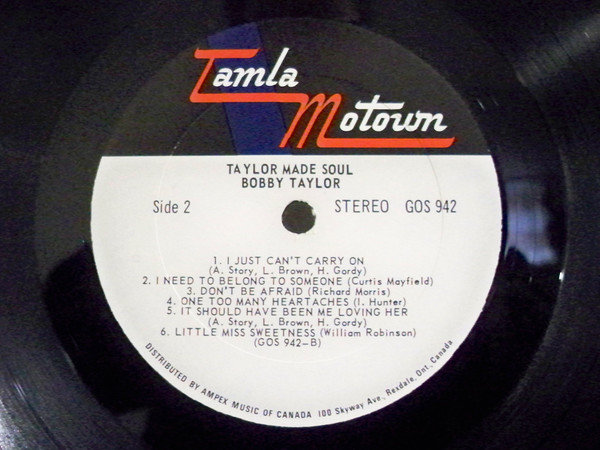 Tamla
Motown
TAYLOR MADE SOUL
BOBBY TAYLOR
Side 2 STEREO GOS 942
1. I JUST CAN'T CARRY ON
(A. Story, L. Brown, H. Gordy)
2. I NEED TO BELONG TO SOMEONE (Curtis Mayfield)
3. DON'T BE AFRAID (Richard Morris)
4. ONE TOO MANY HEARTACHES (I. Hunter)
5. IT SHOULD HAVE BEEN ME LOVING HER
(A. Story, L. Brown, H. Gordy)
6. LITTLE MISS SWEETNESS (William Robinson)
(GOS 942-B)
DISTRIBUTED BY AMPEX MUSIC OF CANADA 100 Skyway Ave., Rexdale, Ont., Canada